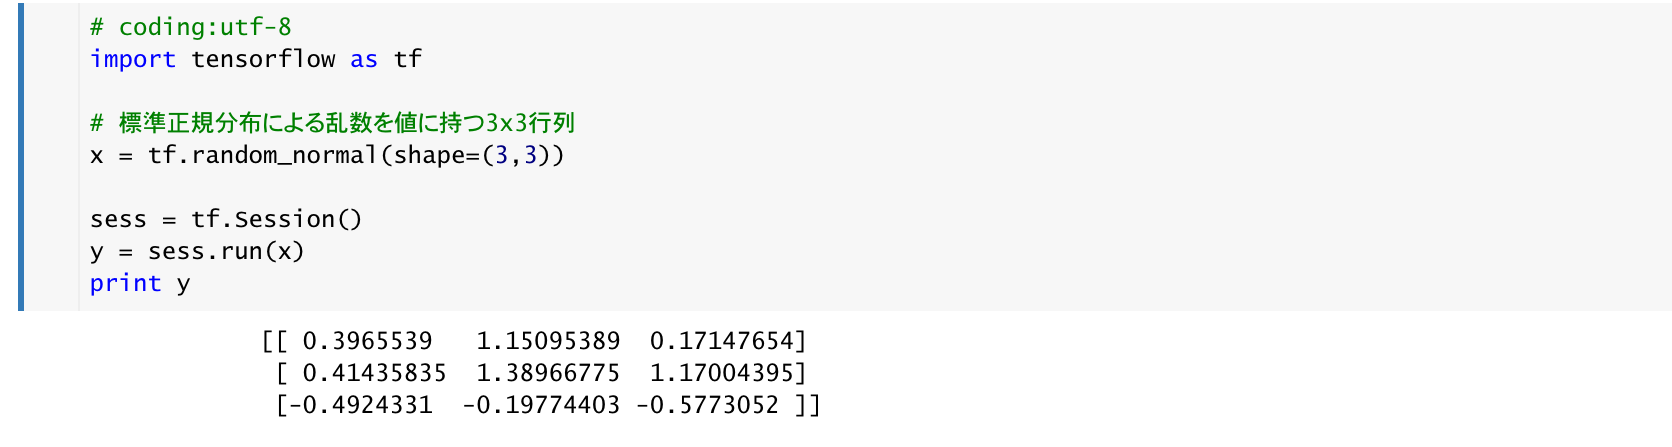 # coding:utf-8
import tensorflow as tf
# 標準正規分布による乱数を値に持つ3x3行列
x = tf.random_normal(shape=(3,3))
sess = tf.Session()
y = sess.run(x)
print y
[[ 0.3965539   1.15095389  0.17147654]
 [ 0.41435835  1.38966775  1.17004395]
 [-0.4924331  -0.19774403 -0.5773052 ]]